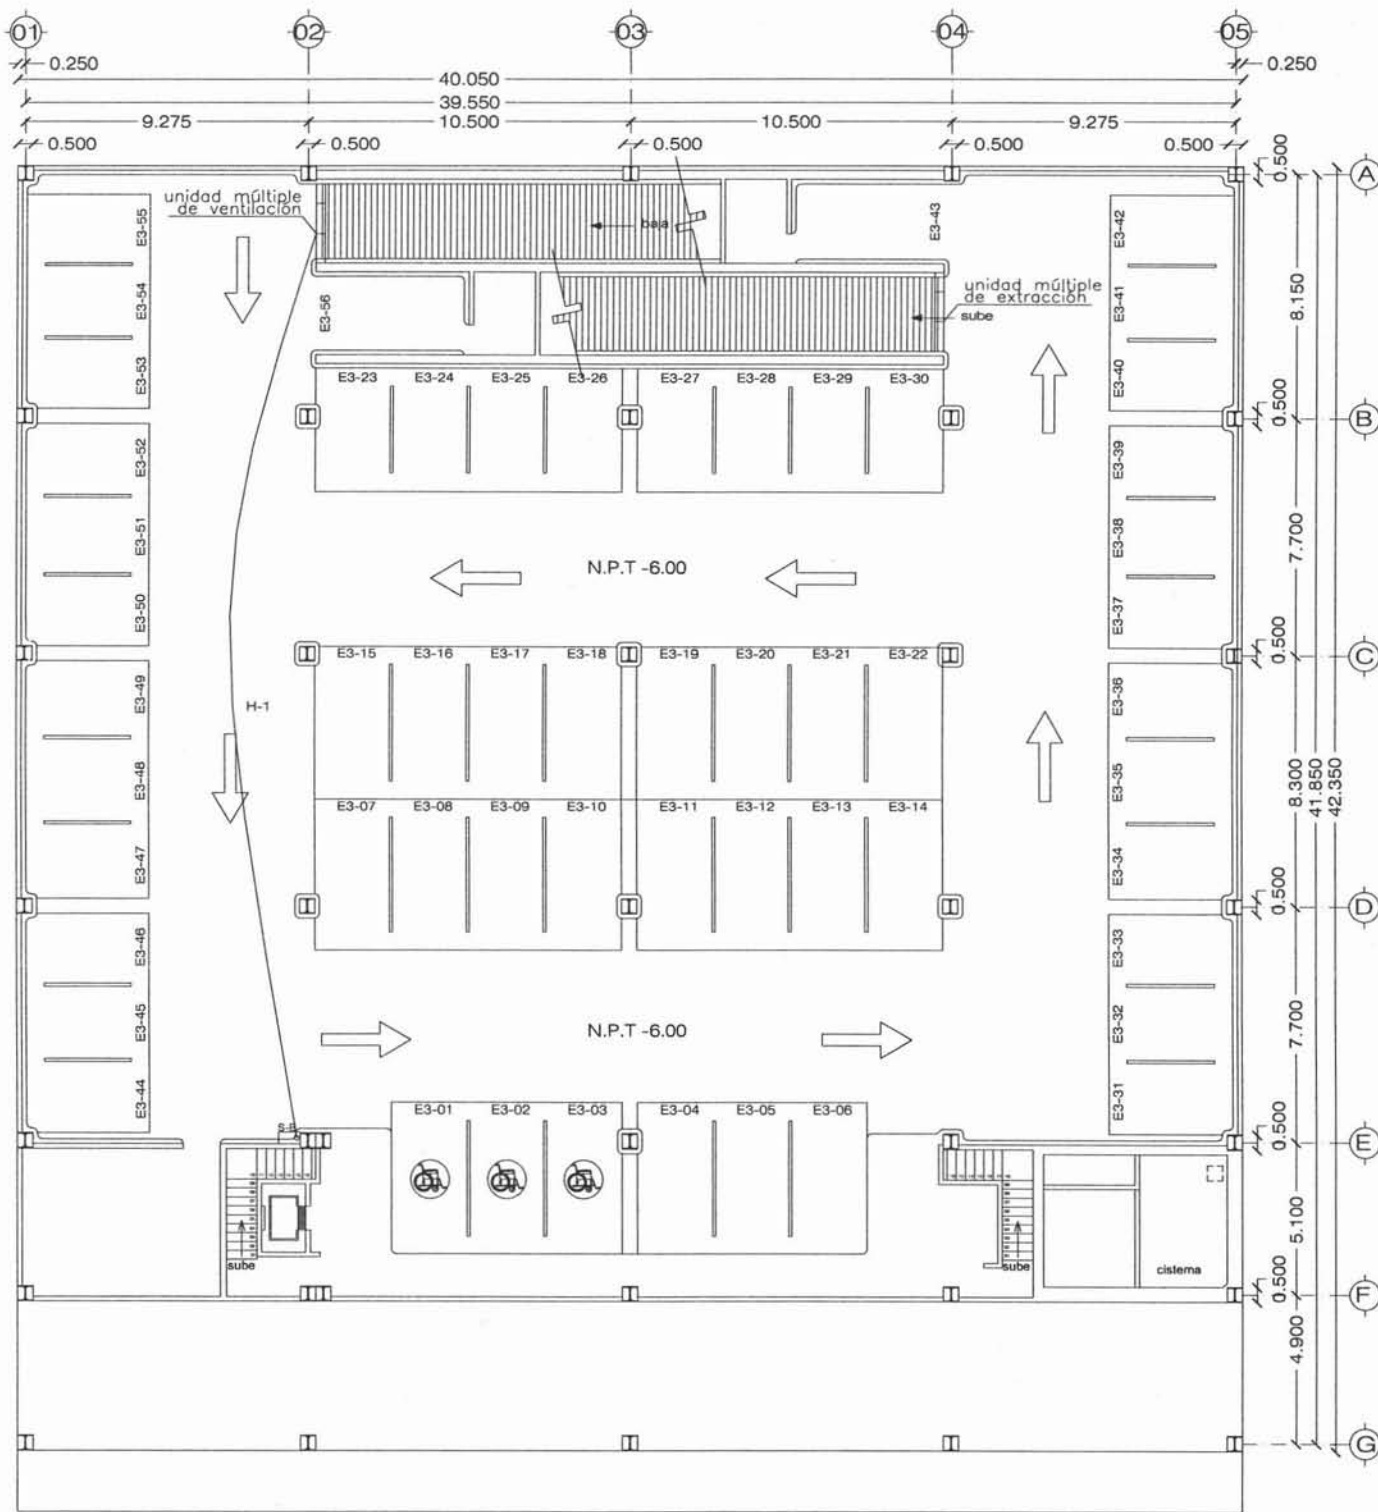 01 02 03 04 05
0.250 0.250
40.050
39.550
9.275 10.500 10.500 9.275
0.500 0.500 0.500 0.500 0.500
0.500
A
unidad múltiple
de ventilación
baja
E3-43
E3-55
E3-54
E3-53
E3-42
E3-41
E3-40
unidad múltiple
de extracción
sube
E3-56
8.150
E3-23 E3-24 E3-25 E3-26 E3-27 E3-28 E3-29 E3-30
0.500
B
E3-52
E3-51
E3-50
E3-39
E3-38
E3-37
7.700
N.P.T -6.00
0.500
C
E3-15 E3-16 E3-17 E3-18 E3-19 E3-20 E3-21 E3-22
E3-49
E3-48
E3-47
H-1
E3-36
E3-35
E3-34
8.300
41.850
42.350
E3-07 E3-08 E3-09 E3-10 E3-11 E3-12 E3-13 E3-14
0.500
D
E3-46
E3-45
E3-44
E3-33
E3-32
E3-31
7.700
N.P.T -6.00
E3-01 E3-02 E3-03 E3-04 E3-05 E3-06
0.500
E
5.100
sube
sube
cisterna
0.500
F
4.900
G